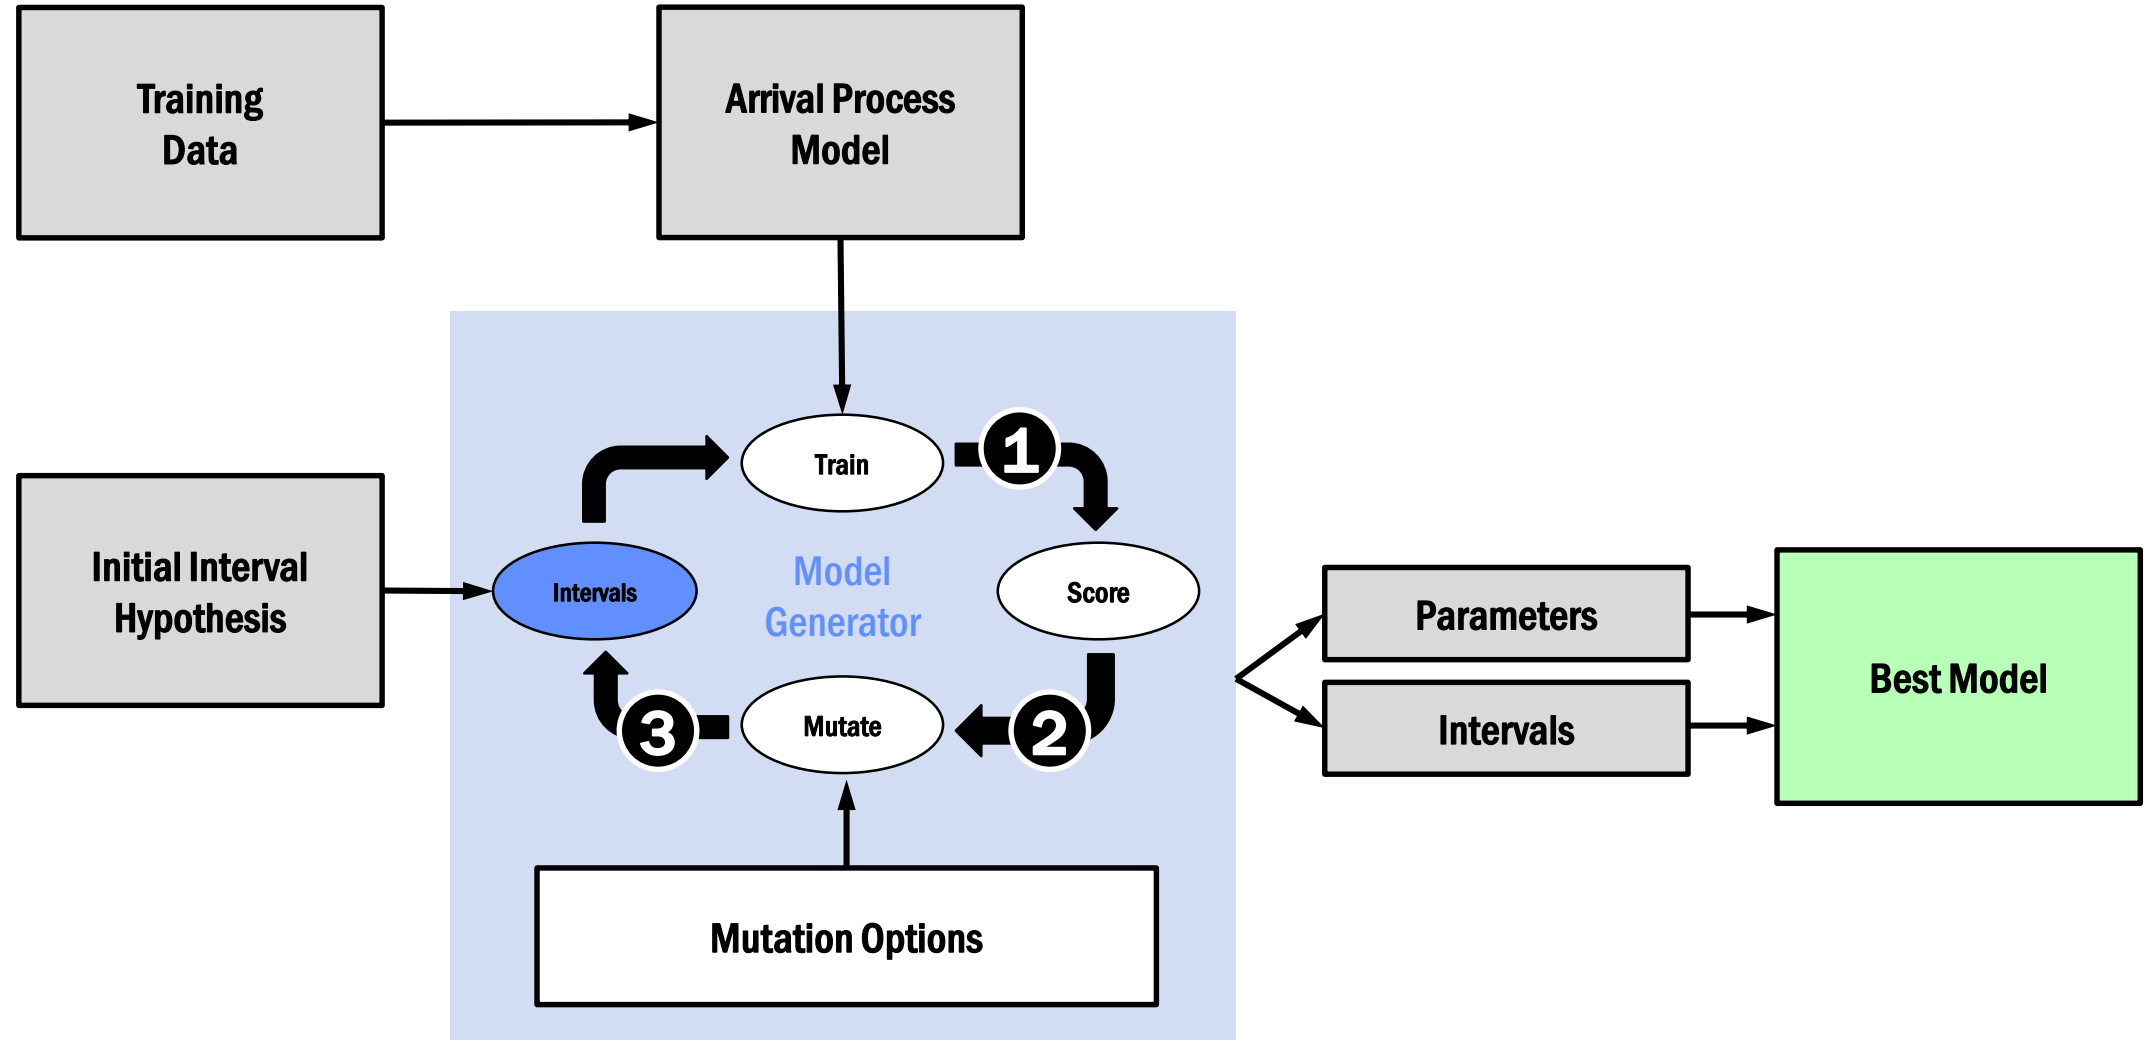 Training
Data
Arrival Process
Model
Train
1
Initial Interval
Hypothesis
Intervals
Model
Generator
Score
Parameters
Best Model
Intervals
3
Mutate
2
Mutation Options